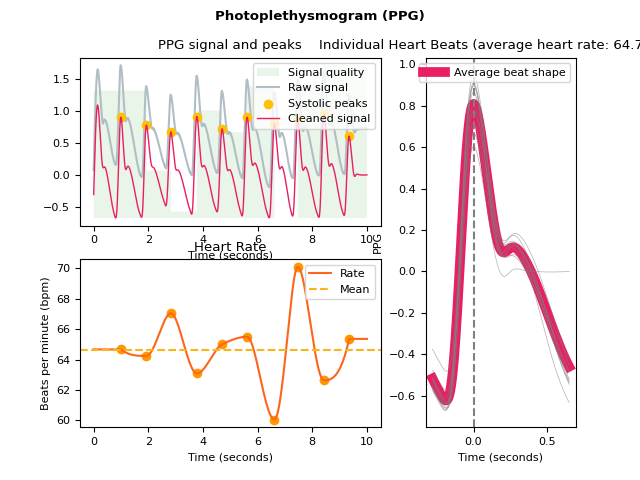 Photoplethysmogram (PPG)
PPG signal and peaks
Individual Heart Beats (average heart rate: 64.7
Signal quality
Raw signal
Systolic peaks
Cleaned signal
1.5
1.0
0.5
0.0
−0.5
0
2
4
6
8
10
Time (seconds)
Heart Rate
Rate
Mean
Beats per minute (bpm)
70
68
66
64
62
60
0
2
4
6
8
10
Time (seconds)
Average beat shape
PPG
1.0
0.8
0.6
0.4
0.2
0.0
−0.2
−0.4
−0.6
0.0
0.5
Time (seconds)